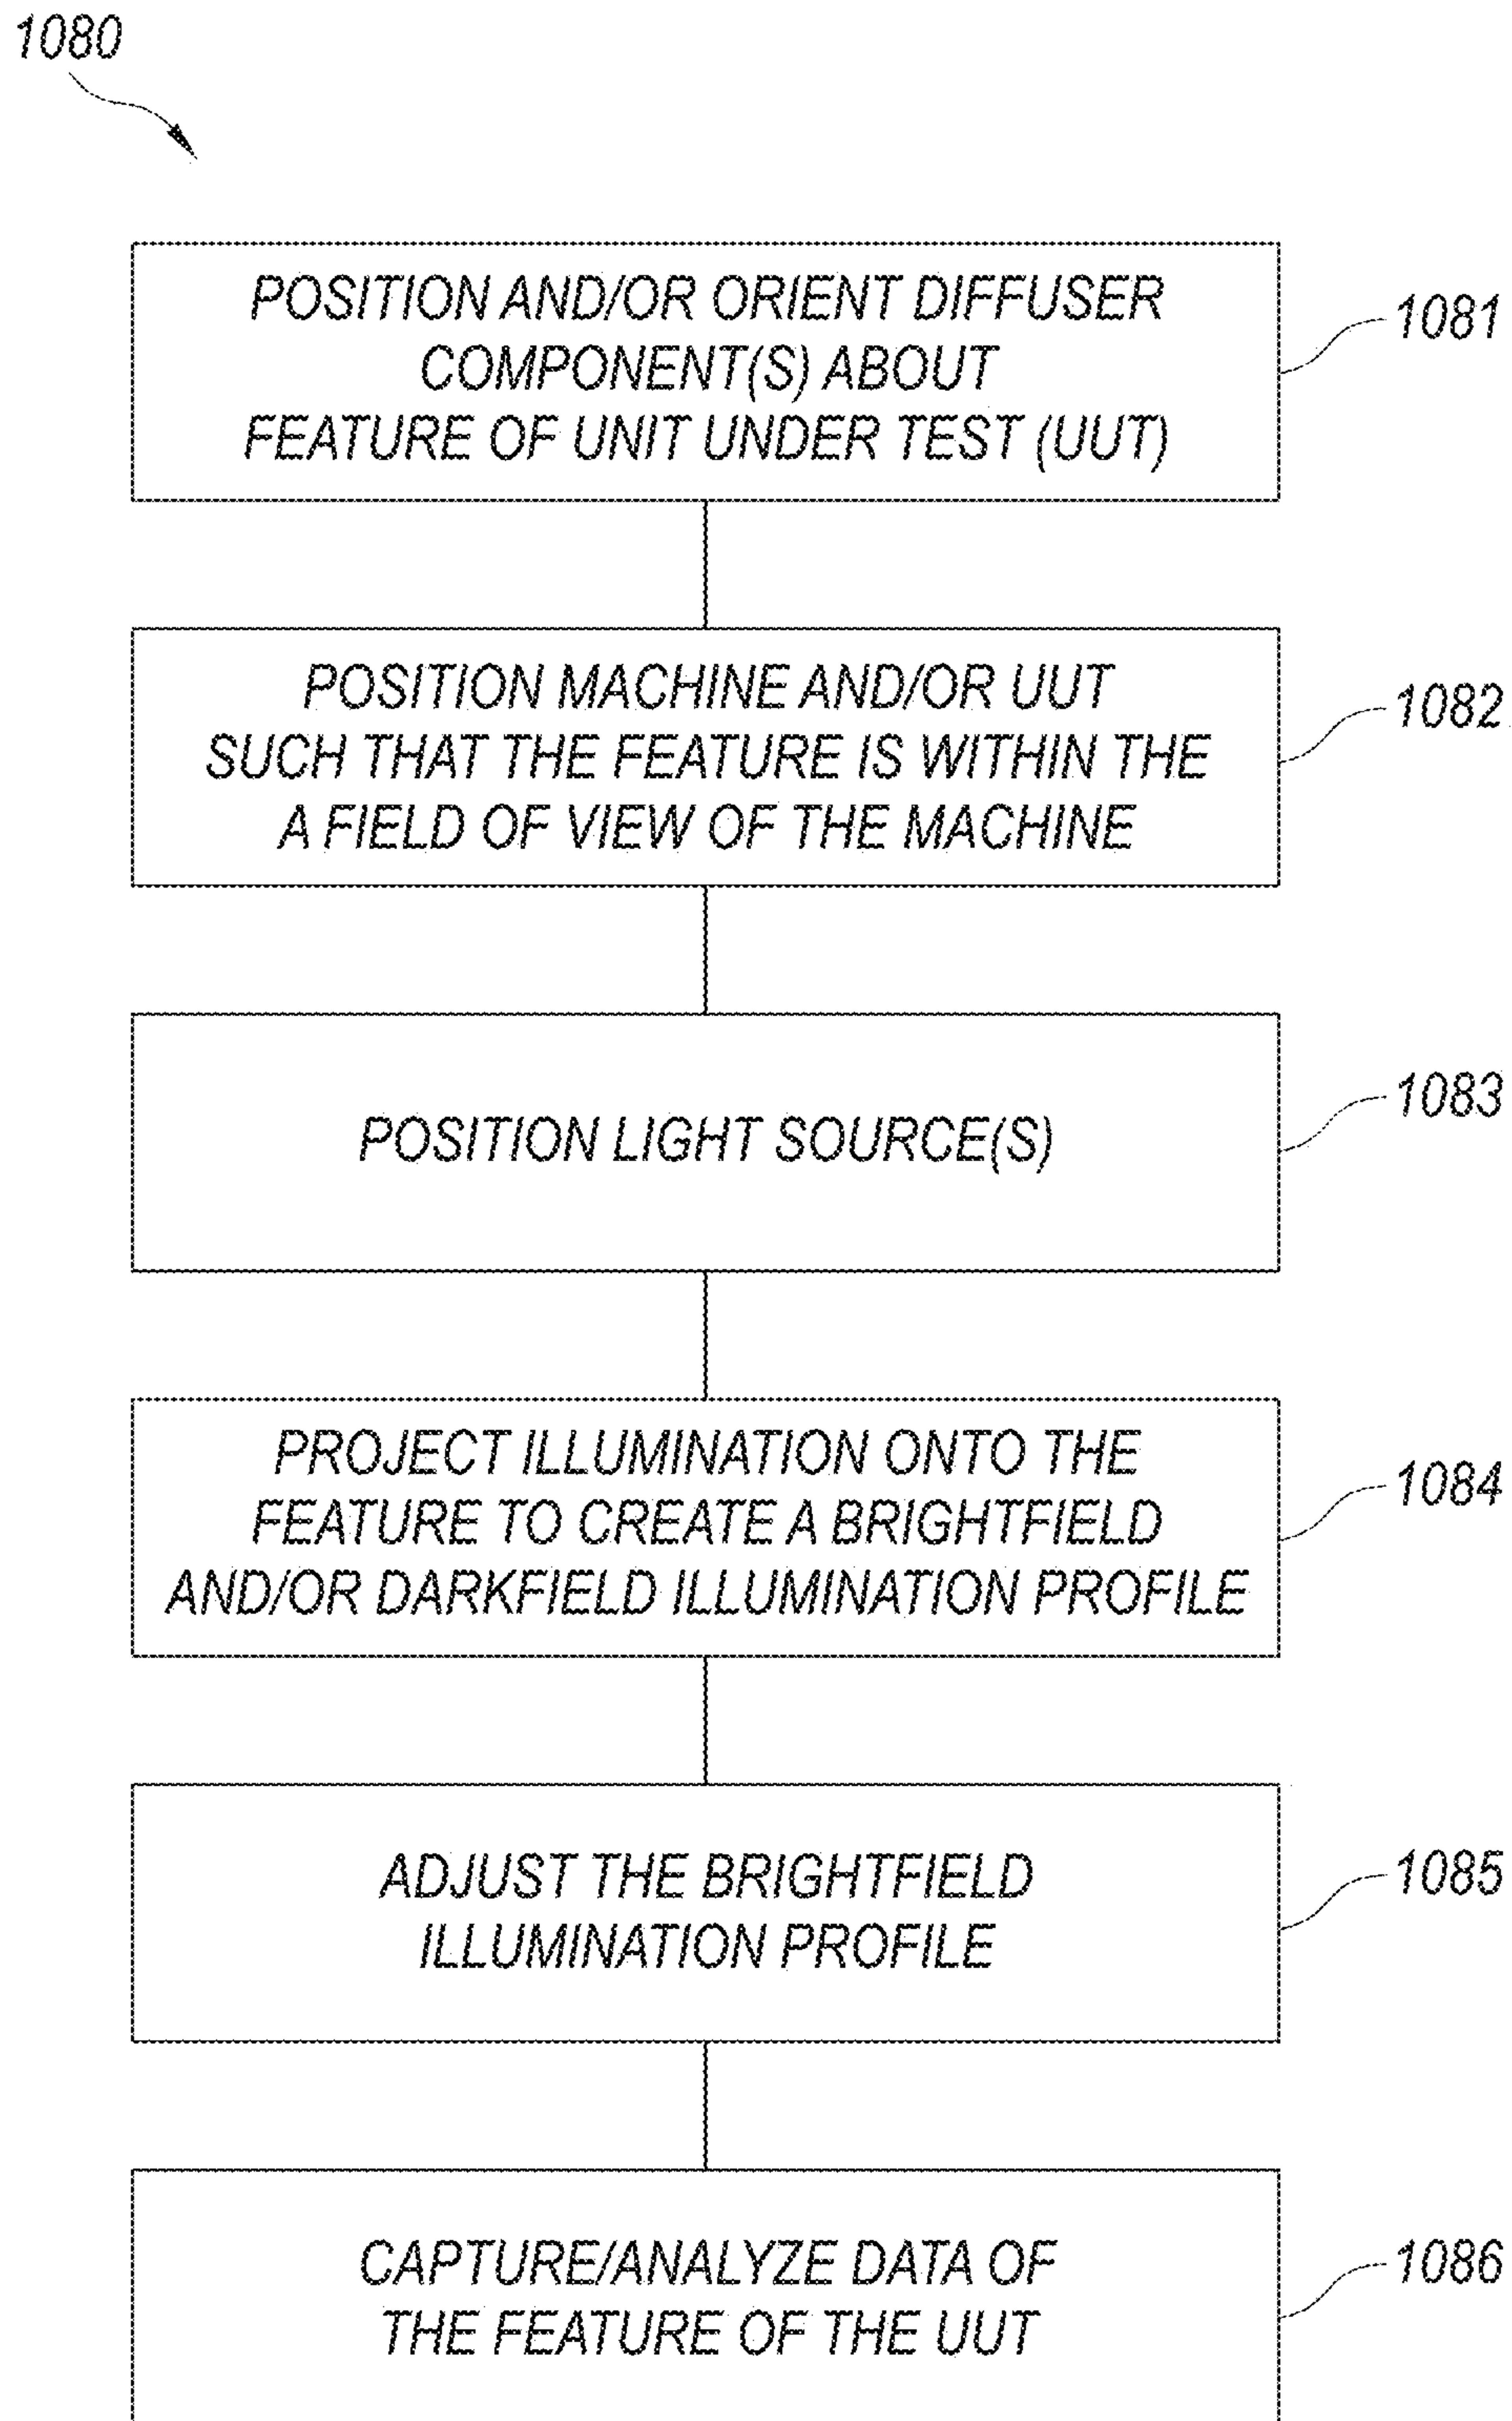 1080
POSITION AND/OR ORIENT DIFFUSER
COMPONENT(S) ABOUT
FEATURE OF UNIT UNDER TEST (UUT)
1081
POSITION MACHINE AND/OR UUT
SUCH THAT THE FEATURE IS WITHIN THE
A FIELD OF VIEW OF THE MACHINE
1082
POSITION LIGHT SOURCE(S)
1083
PROJECT ILLUMINATION ONTO THE
FEATURE TO CREATE A BRIGHTFIELD
AND/OR DARKFIELD ILLUMINATION PROFILE
1084
ADJUST THE BRIGHTFIELD
ILLUMINATION PROFILE
1085
CAPTURE/ANALYZE DATA OF
THE FEATURE OF THE UUT
1086